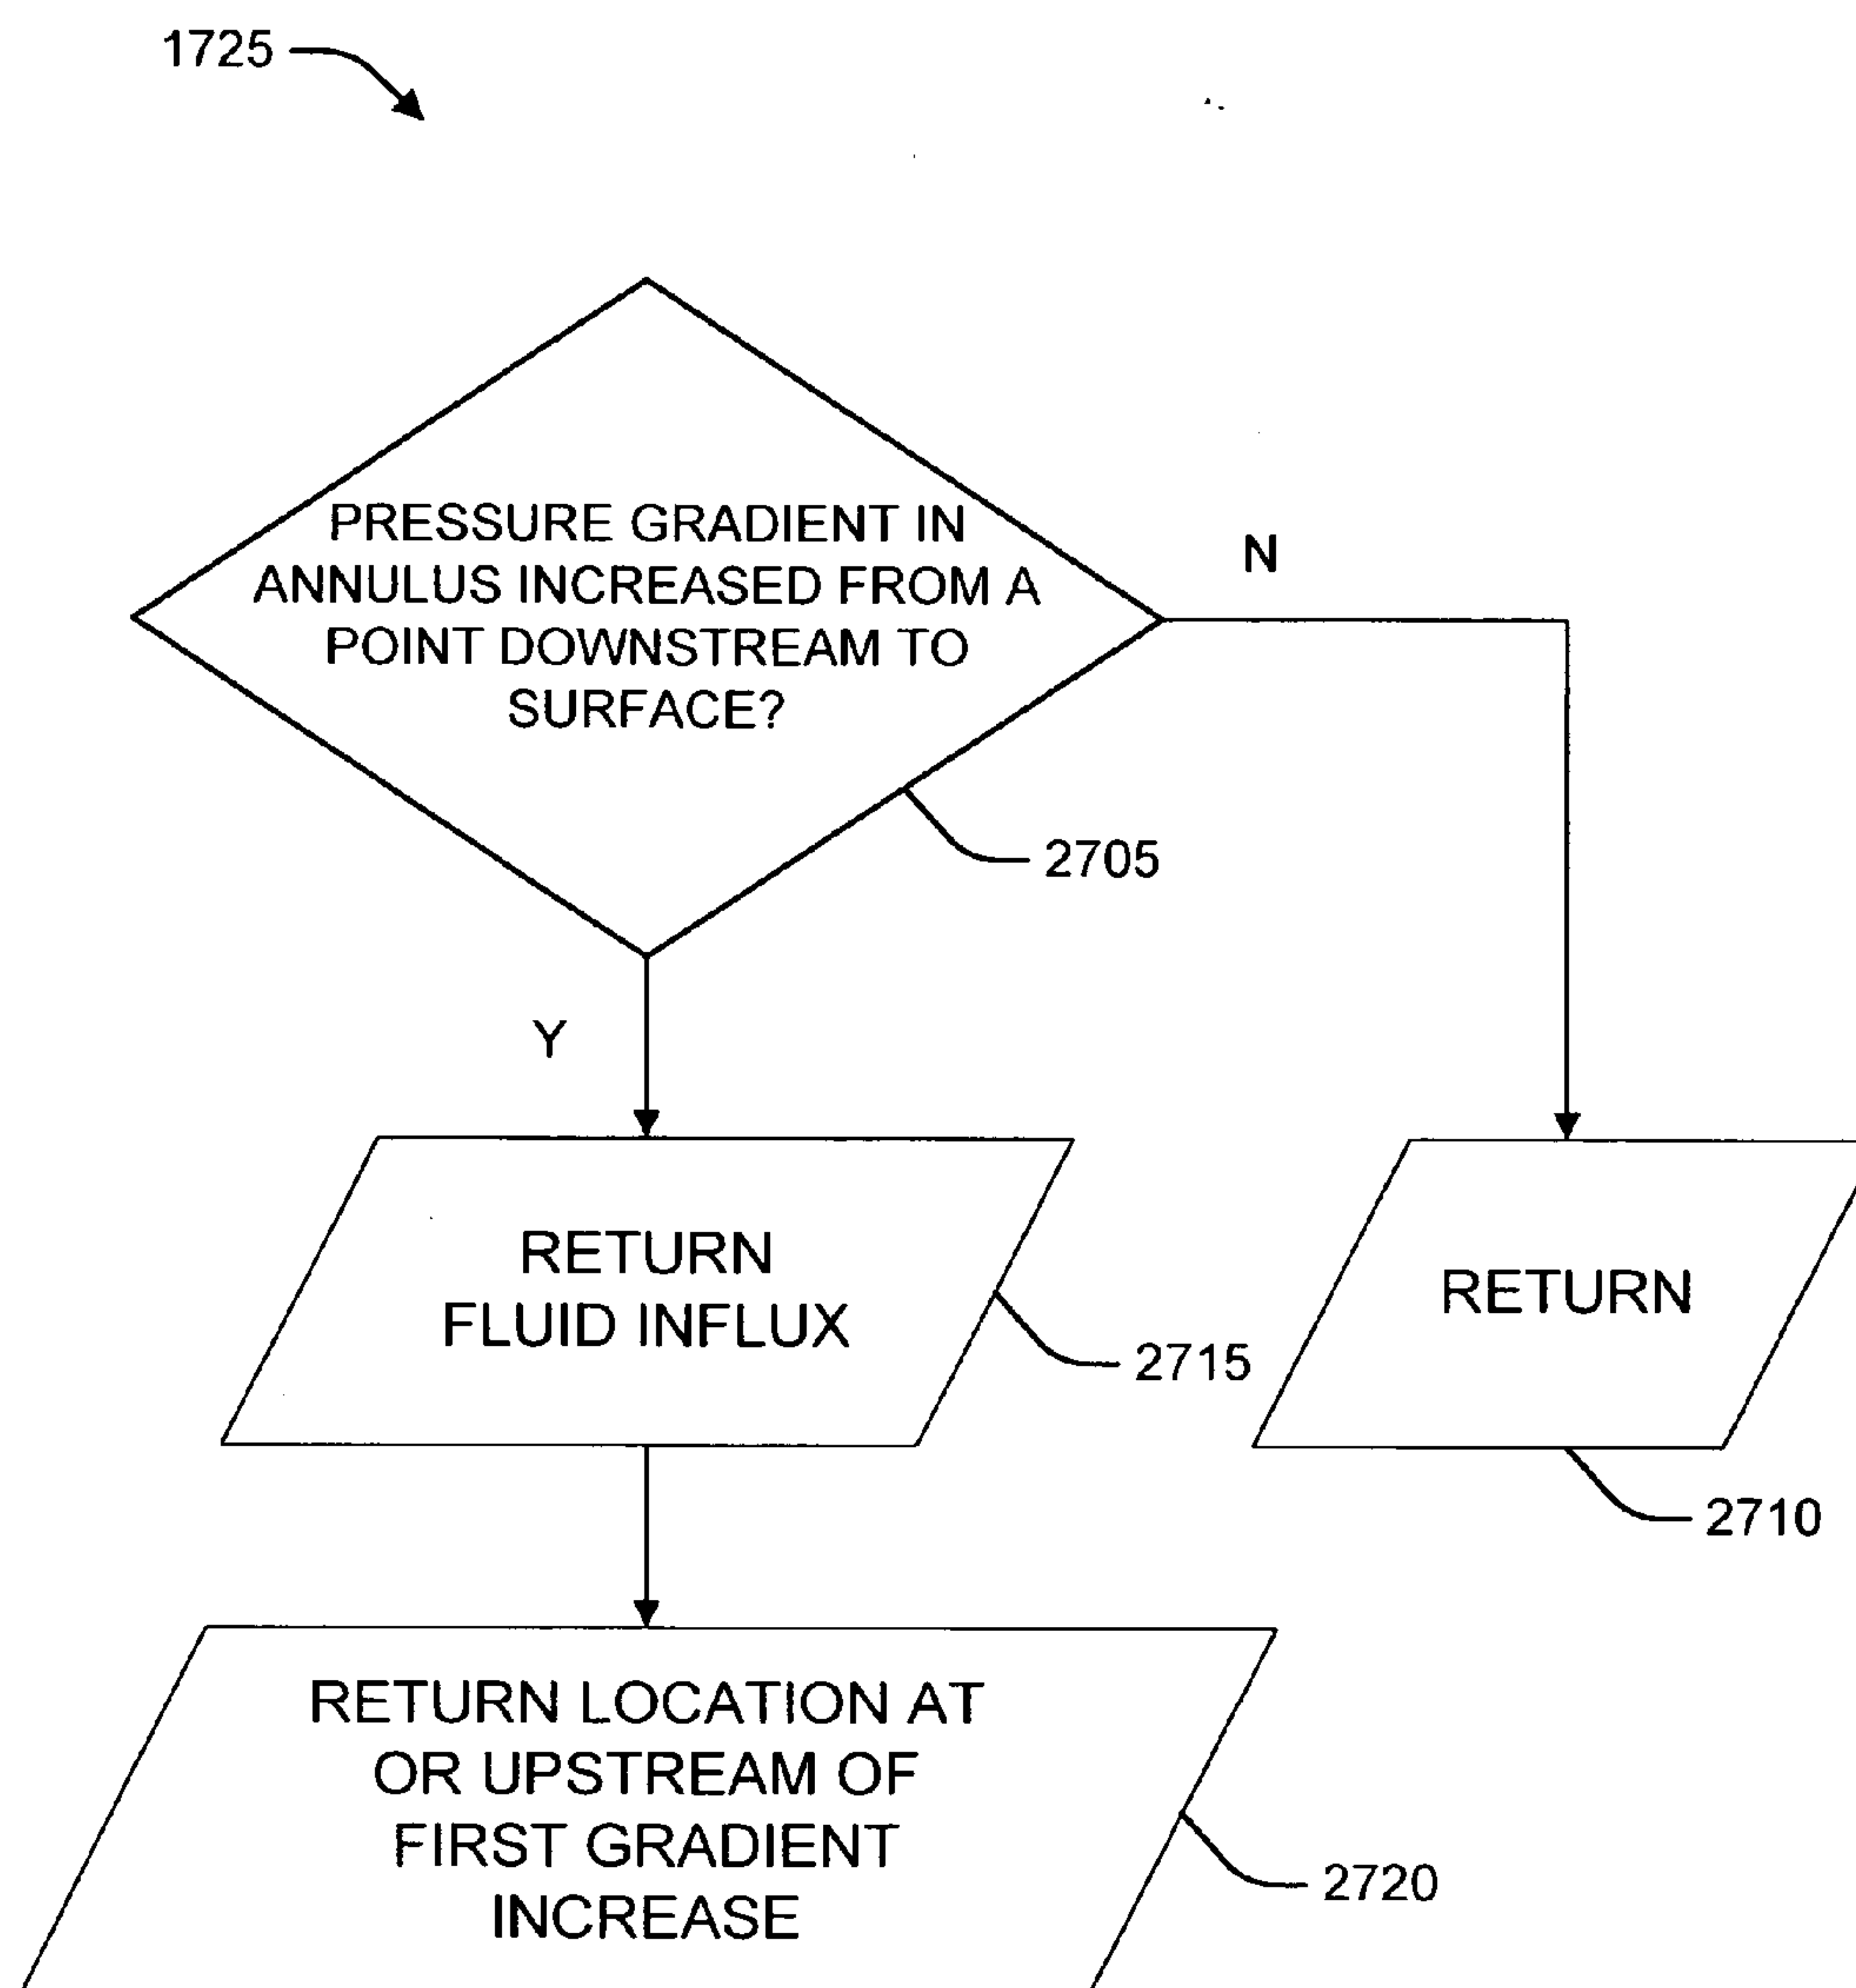 1725
PRESSURE GRADIENT IN
ANNULUS INCREASED FROM A
POINT DOWNSTREAM TO
SURFACE?
N
2705
Y
RETURN
FLUID INFLUX
2715
RETURN
2710
RETURN LOCATION AT
OR UPSTREAM OF
FIRST GRADIENT
INCREASE
2720